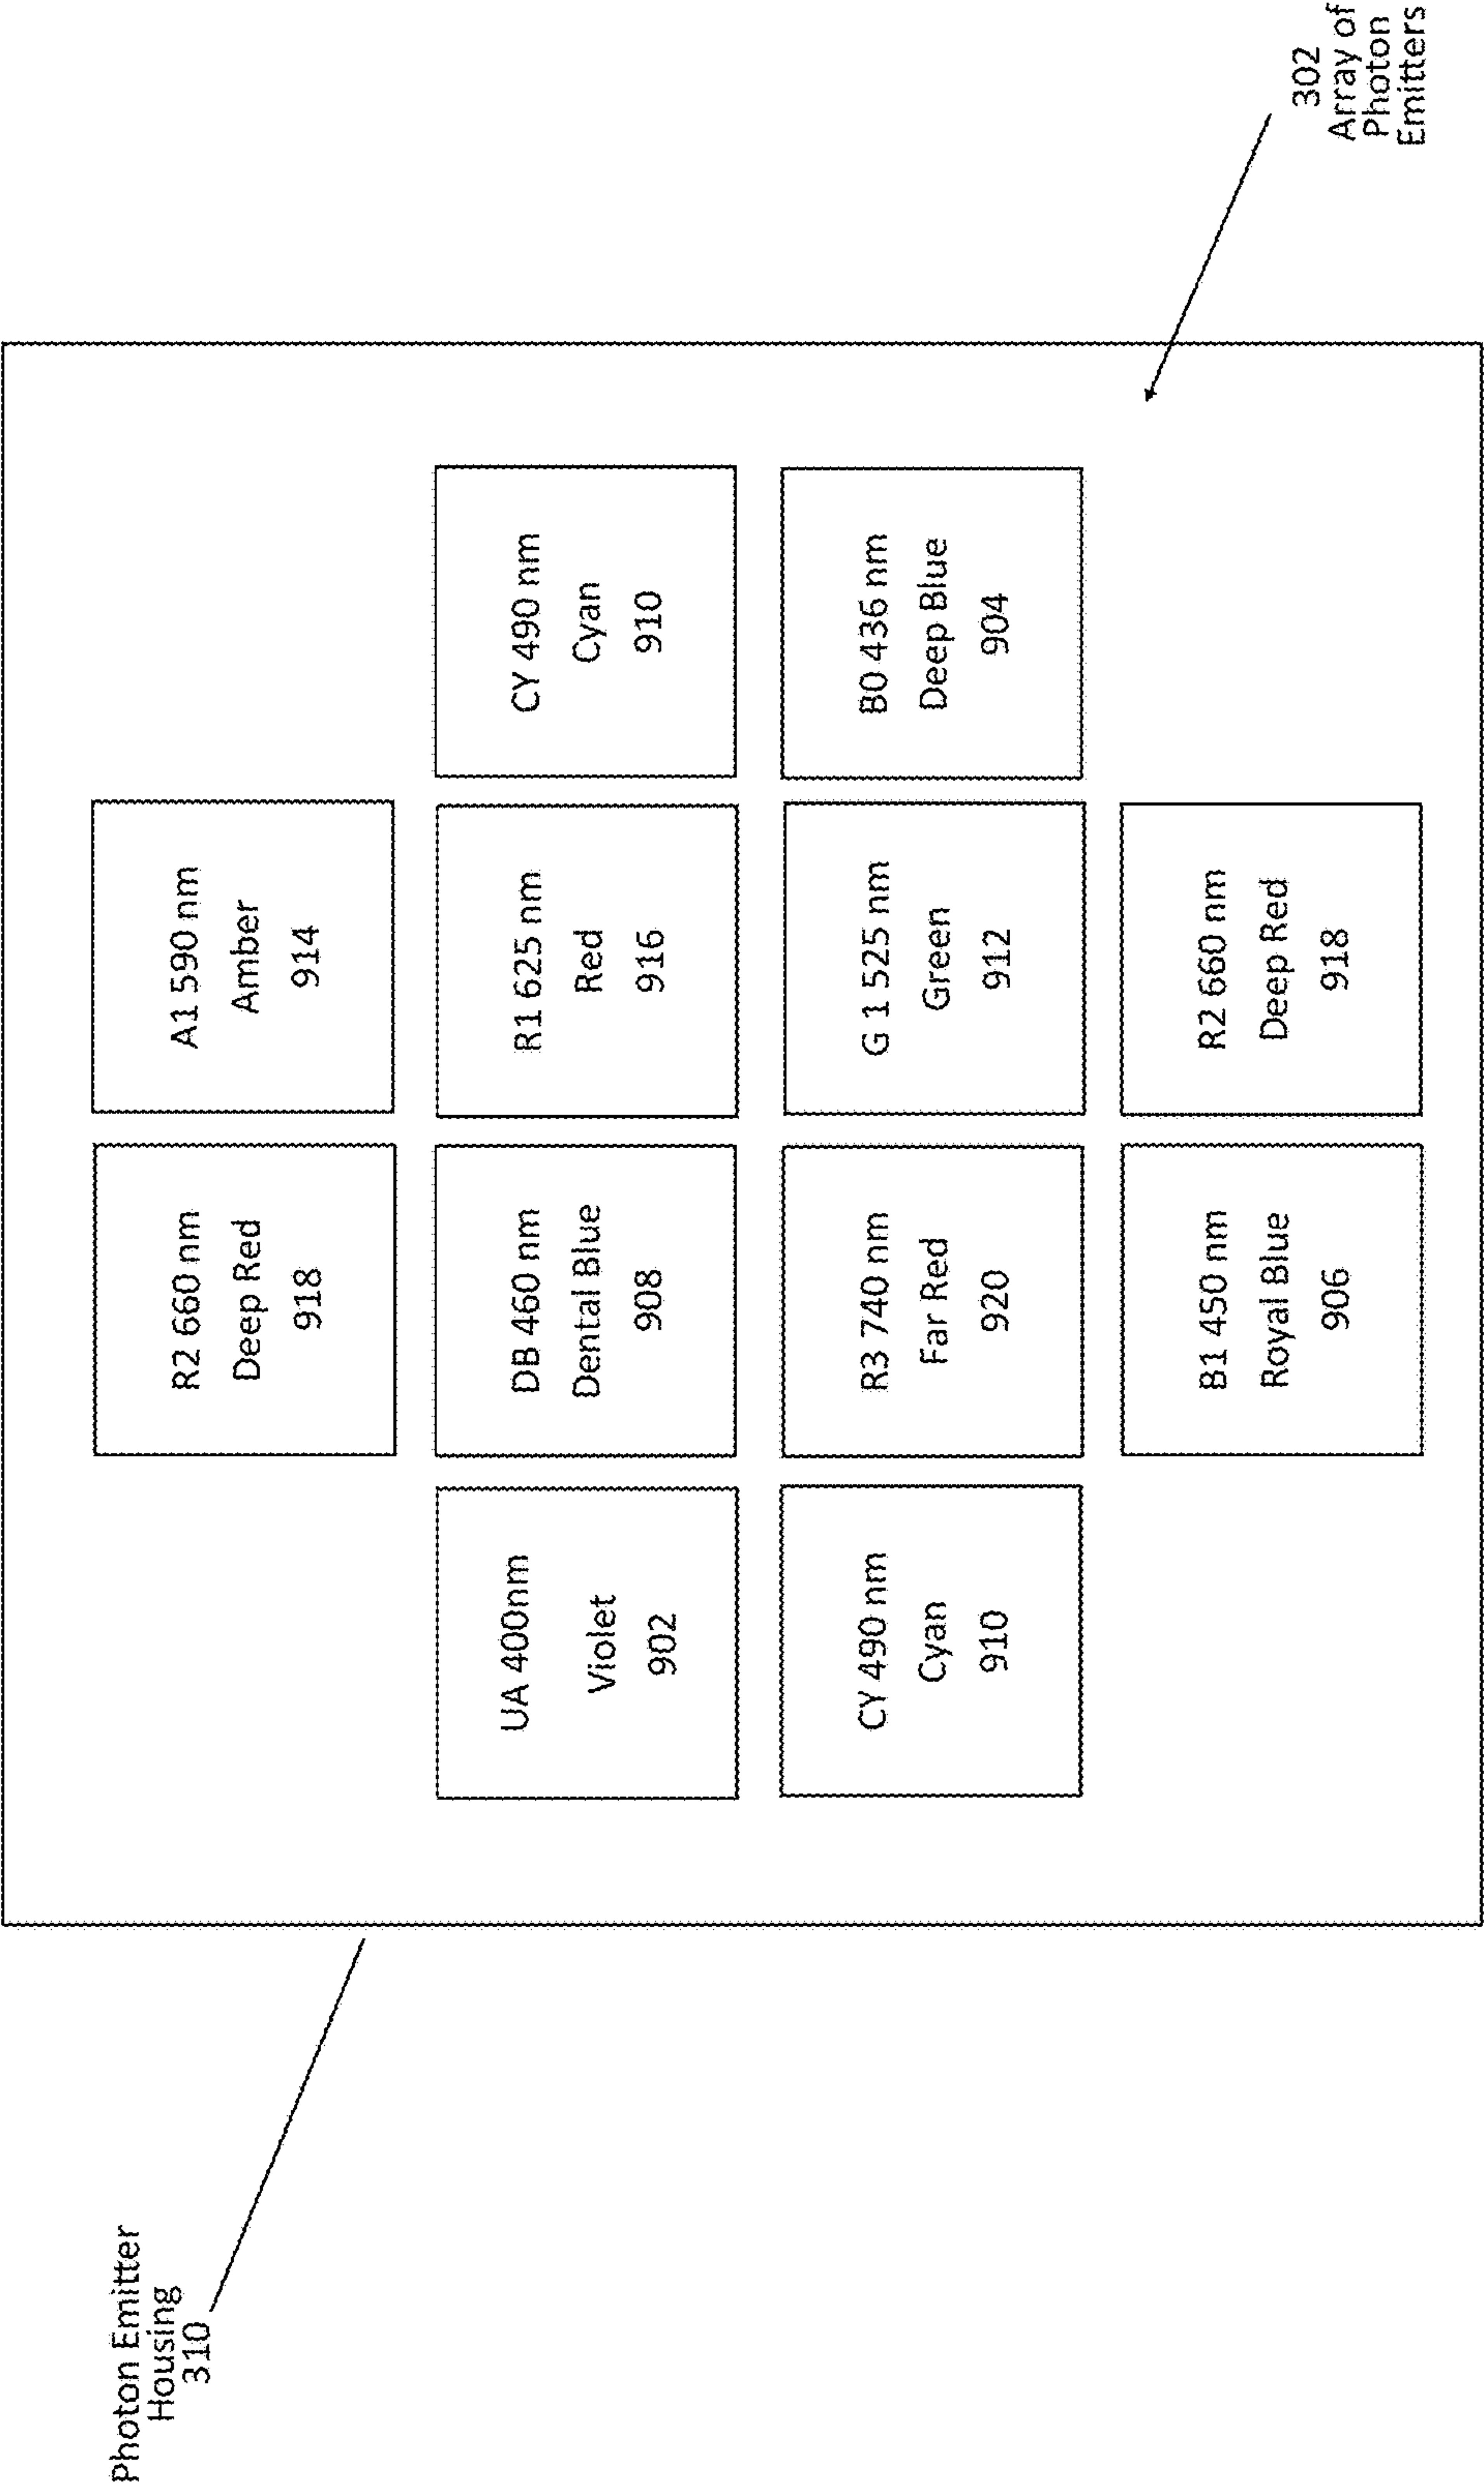 Photon Emitter
Housing
310
R2 660 nm
Deep Red
918
A1 590 nm
Amber
914
UA 400nm
Violet
902
DB 460 nm
Dental Blue
908
R1 625 nm
Red
916
CY 490 nm
Cyan
910
CY 490 nm
Cyan
910
R3 740 nm
Far Red
920
G 1 525 nm
Green
912
B0 436 nm
Deep Blue
904
B1 450 nm
Royal Blue
906
R2 660 nm
Deep Red
918
302
Array of
Photon
Emitters